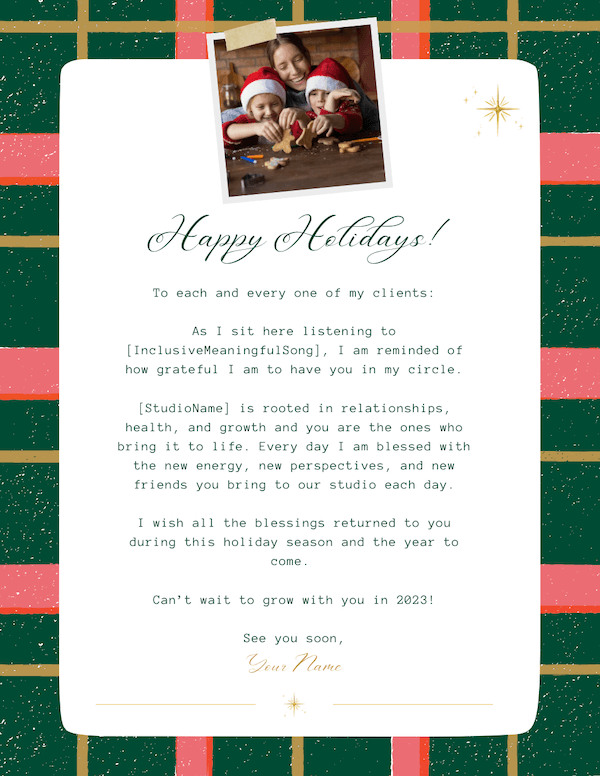 Happy Holidays!
To each and every one of my clients:
As I sit here listening to
[InclusiveMeaningfulSong], I am reminded of
how grateful I am to have you in my circle.
[StudioName] is rooted in relationships,
health, and growth and you are the ones who
bring it to life. Every day I am blessed with
the new energy, new perspectives, and new
friends you bring to our studio each day.
I wish all the blessings returned to you
during this holiday season and the year to
come.
Can't wait to grow with you in 2023!
See you soon,
Your Name